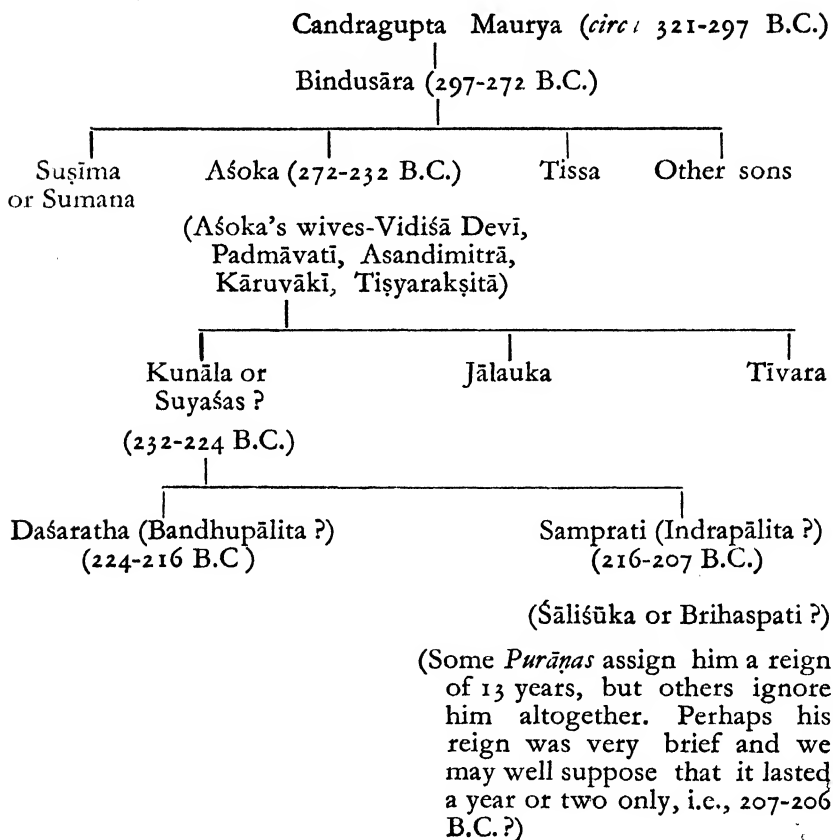 Candragupta Maurya (circ 321-297 B.C.)
Bindusāra (297-272 B.C.)
Suṣīma or Sumana
Aśoka (272-232 B.C.)
Tissa
Other sons
(Aśoka's wives-Vidiśā Devī,
Padmāvatī, Asandimitrā,
Kāruvākī, Tiṣyarakṣitā)
Kunāla or
Suyaśas ?
(232-224 B.C.)
Jālauka
Tīvara
Daśaratha (Bandhupālita ?)
(224-216 B.C)
Samprati (Indrapālita ?)
(216-207 B.C.)
(Śāliśūka or Brihaspati ?)
(Some Purāṇas assign him a reign
of 13 years, but others ignore
him altogether. Perhaps his
reign was very brief and we
may well suppose that it lasted
a year or two only, i.e., 207-206
B.C. ?)